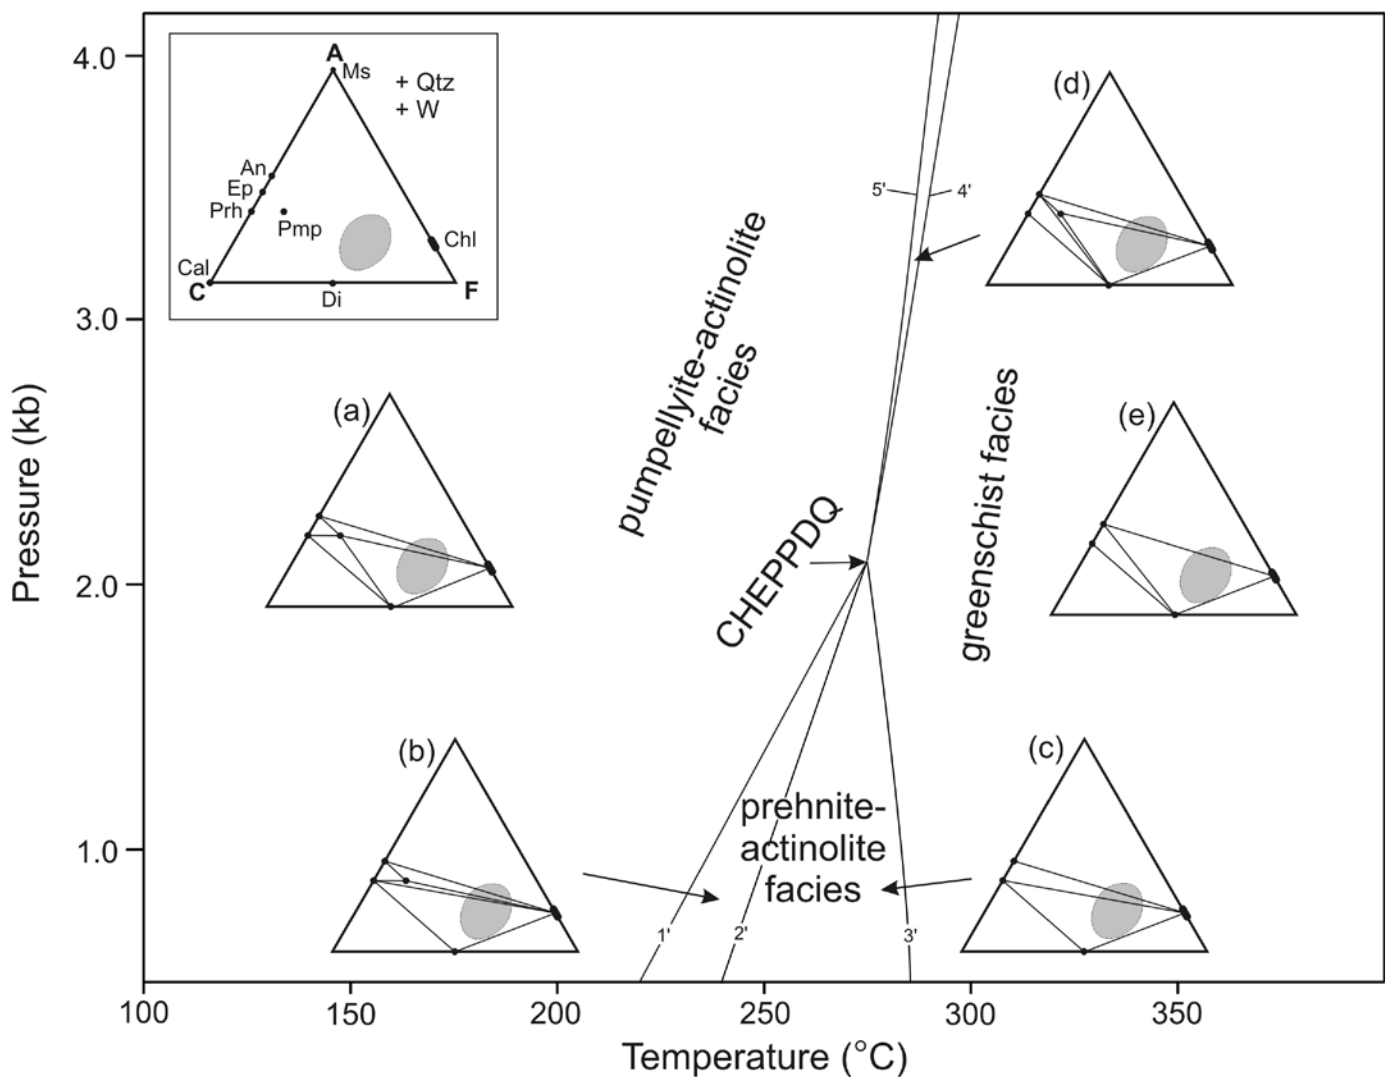 4.0
3.0
2.0
1.0
Pressure (kb)
A
Ms
+ Qtz
+ W
An
Ep
Prh
Pmp
Chl
Cal
C
Di
F
(d)
5'
4'
pumpellyite-actinolite
facies
(a)
(e)
greenschist facies
CHEPPDQ
(b)
(c)
prehnite-
actinolite
facies
1'
2'
3'
100
150
200
250
300
350
Temperature (°C)